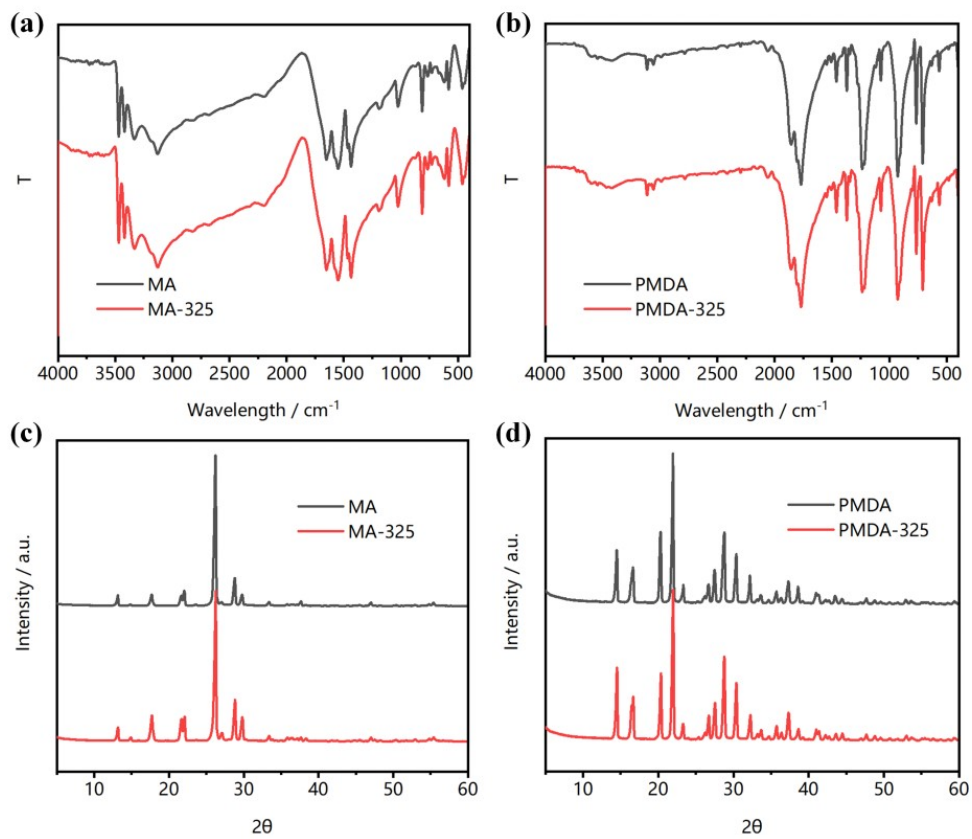 (a)
T
MA
MA-325
4000 3500 3000 2500 2000 1500 1000 500
Wavelength / cm⁻¹
(b)
T
PMDA
PMDA-325
4000 3500 3000 2500 2000 1500 1000 500
Wavelength / cm⁻¹
(c)
Intensity / a.u.
MA
MA-325
10 20 30 40 50 60
2θ
(d)
Intensity / a.u.
PMDA
PMDA-325
10 20 30 40 50 60
2θ